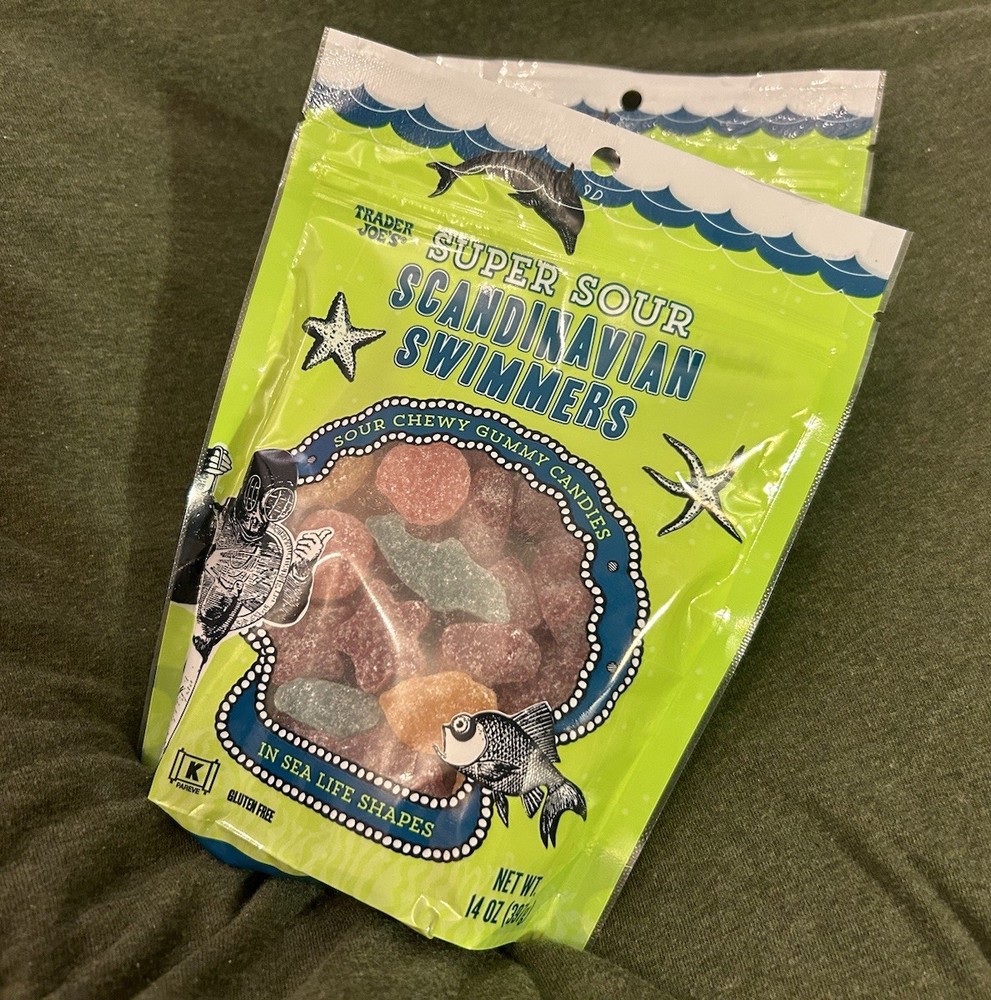 TRADER
JOE'S
SUPER SOUR
SCANDINAVIAN
SWIMMERS
SOUR CHEWY GUMMY CANDIES
IN SEA LIFE SHAPES
K
PAREVE
GLUTEN FREE
NET WT.
14 OZ (397g)